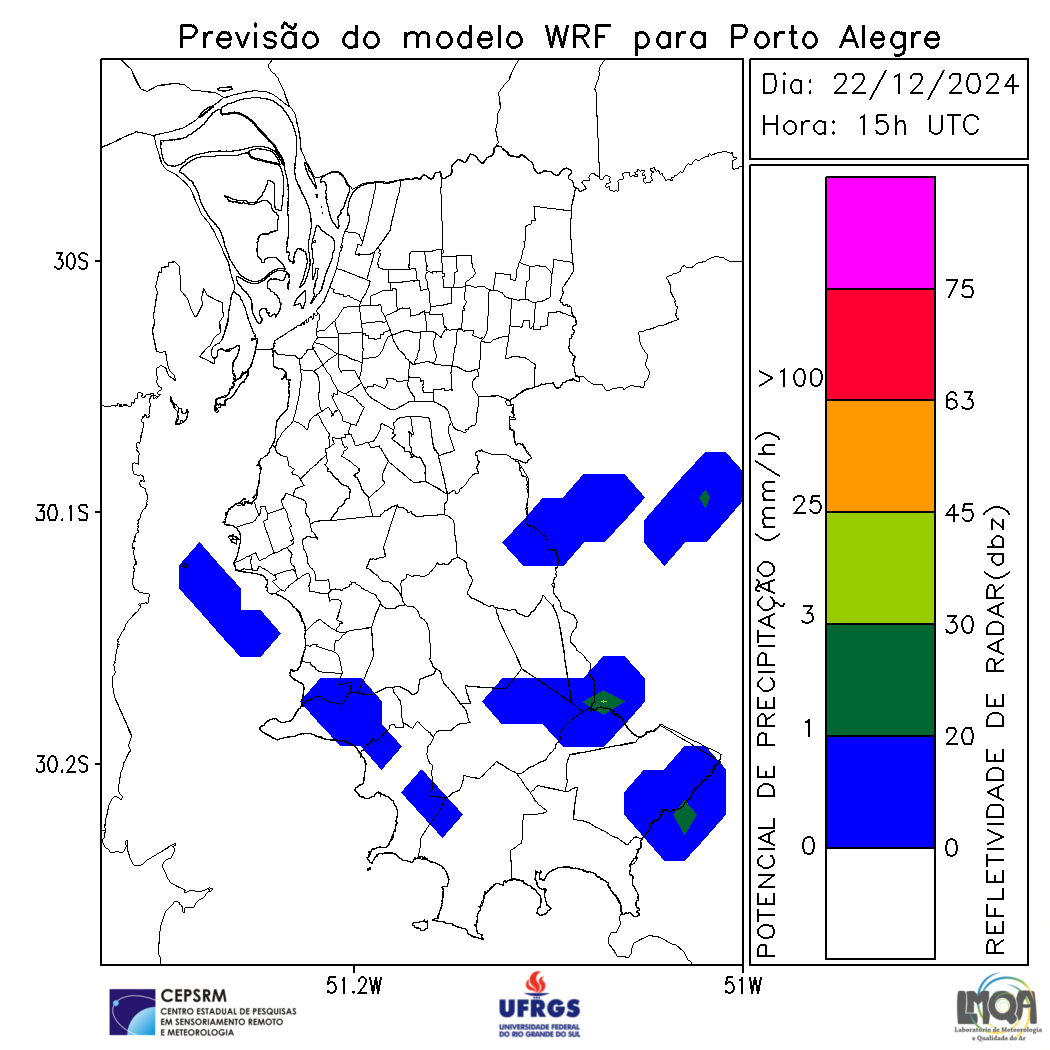 Previsão do modelo WRF para Porto Alegre
Dia: 22/12/2024
Hora: 15h UTC
30S
30.1S
30.2S
51.2W
51W
POTENCIAL DE PRECIPITAÇÃO (mm/h)
>100
25
3
1
0
75
63
45
30
20
0
REFLETIVIDADE DE RADAR(dbz)
CEPSRM
CENTRO ESTADUAL DE PESQUISAS
EM SENSORIAMENTO REMOTO
E METEOROLOGIA
UFRGS
UNIVERSIDADE FEDERAL
DO RIO GRANDE DO SUL
LMQA
Laboratório de Meteorologia
e Qualidade do Ar